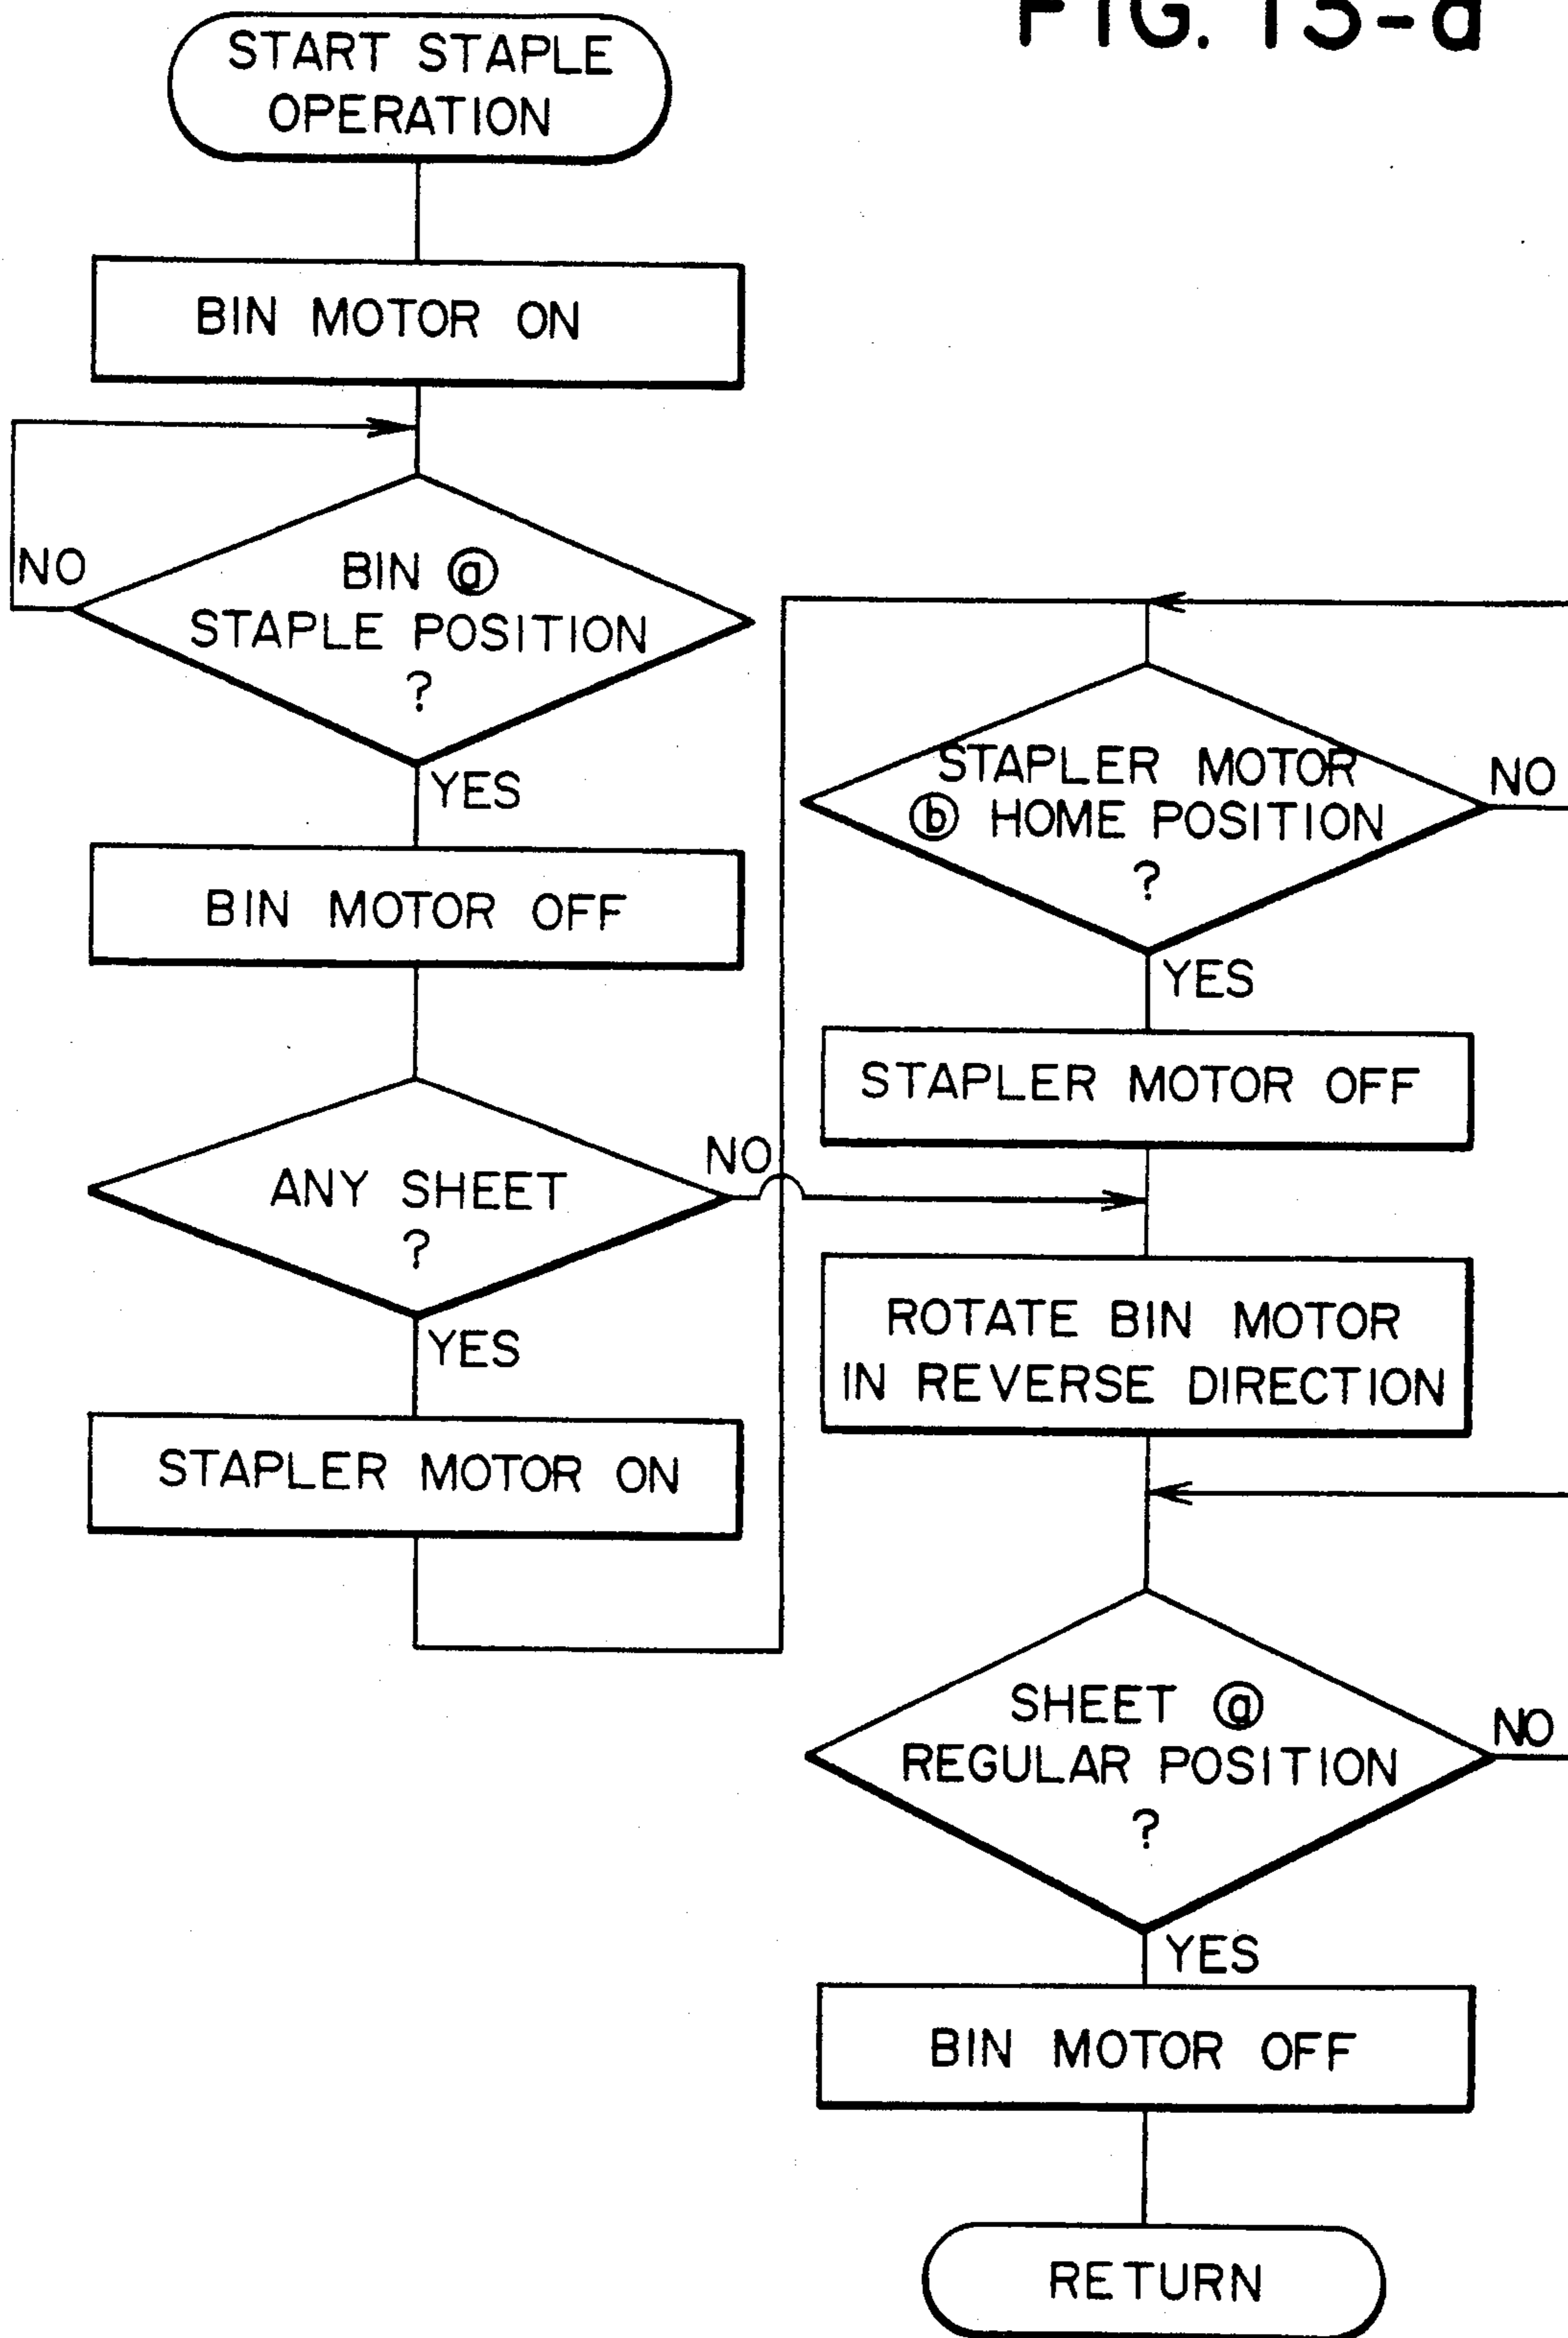 FIG. 13-a
START STAPLE
OPERATION
BIN MOTOR ON
BIN ⓐ
STAPLE POSITION
?
NO
YES
BIN MOTOR OFF
ANY SHEET
?
NO
YES
STAPLER MOTOR ON
STAPLER MOTOR
ⓑ HOME POSITION
?
NO
YES
STAPLER MOTOR OFF
ROTATE BIN MOTOR
IN REVERSE DIRECTION
SHEET ⓐ
REGULAR POSITION
?
NO
YES
BIN MOTOR OFF
RETURN